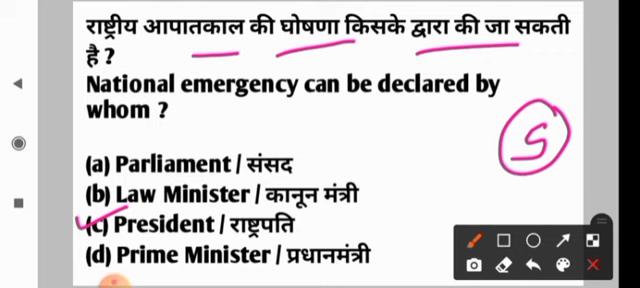 राष्ट्रीय आपातकाल की घोषणा किसके द्वारा की जा सकती
है ?
National emergency can be declared by
whom ?
5
(a) Parliament / संसद
(b) Law Minister / कानून मंत्री
(c) President / राष्ट्रपति
(d) Prime Minister / प्रधानमंत्री